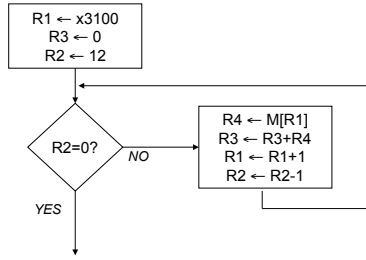 R1 ← x3100
R3 ← 0
R2 ← 12
R2=0?
NO
R4 ← M[R1]
R3 ← R3+R4
R1 ← R1+1
R2 ← R2-1
YES